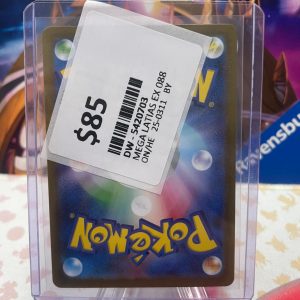 $85
DW - 5420703
MEGA LATIAS EX 088
ON/HE 25-0311 BY
POKéMON
Ravensbu